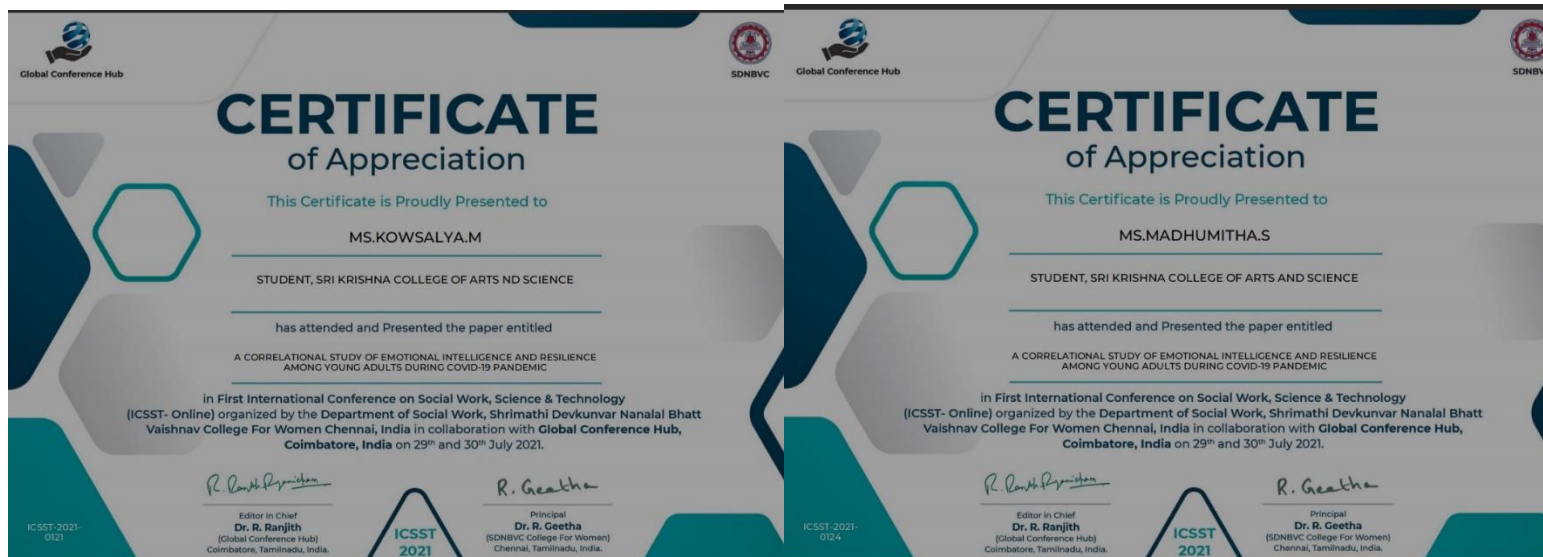 Global Conference Hub
SDNBVC
CERTIFICATE
of Appreciation
This Certificate is Proudly Presented to
MS.KOWSALYA.M
STUDENT, SRI KRISHNA COLLEGE OF ARTS ND SCIENCE
has attended and Presented the paper entitled
A CORRELATIONAL STUDY OF EMOTIONAL INTELLIGENCE AND RESILIENCE
AMONG YOUNG ADULTS DURING COVID-19 PANDEMIC
in First International Conference on Social Work, Science & Technology
(ICSST- Online) organized by the Department of Social Work, Shrimathi Devkunvar Nanalal Bhatt
Vaishnav College For Women Chennai, India in collaboration with Global Conference Hub,
Coimbatore, India on 29th and 30th July 2021.
R. Geetha
Editor in Chief
Dr. R. Ranjith
(Global Conference Hub)
Coimbatore, Tamilnadu, India.
ICSST
2021
Principal
Dr. R. Geetha
(SDNBVC College For Women)
Chennai, Tamilnadu, India.
ICSST-2021-
0121
Global Conference Hub
SDNBV
CERTIFICATE
of Appreciation
This Certificate is Proudly Presented to
MS.MADHUMITHA.S
STUDENT, SRI KRISHNA COLLEGE OF ARTS AND SCIENCE
has attended and Presented the paper entitled
A CORRELATIONAL STUDY OF EMOTIONAL INTELLIGENCE AND RESILIENCE
AMONG YOUNG ADULTS DURING COVID-19 PANDEMIC
in First International Conference on Social Work, Science & Technology
(ICSST- Online) organized by the Department of Social Work, Shrimathi Devkunvar Nanalal Bhatt
Vaishnav College For Women Chennai, India in collaboration with Global Conference Hub,
Coimbatore, India on 29th and 30th July 2021.
R. Geetha
Editor in Chief
Dr. R. Ranjith
(Global Conference Hub)
Coimbatore, Tamilnadu, India.
ICSST
2021
Principal
Dr. R. Geetha
(SDNBVC College For Women)
Chennai, Tamilnadu, India.
ICSST-2021-
0124